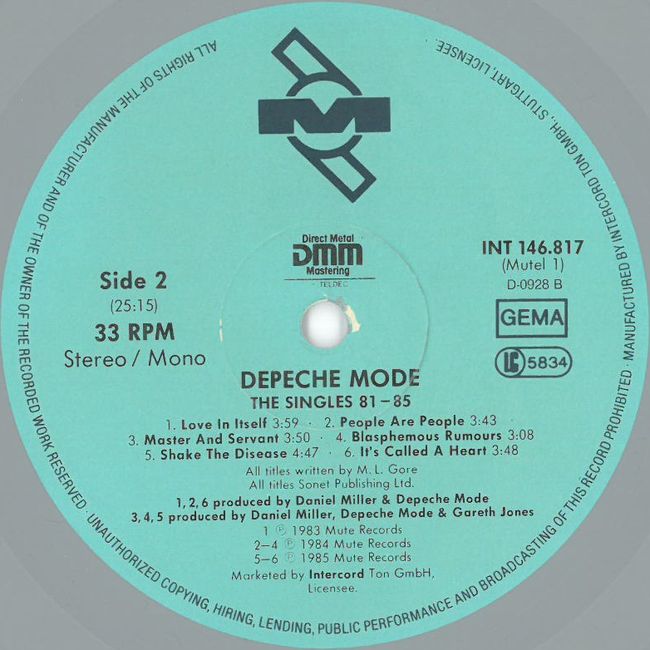 ALL RIGHTS OF THE MANUFACTURER AND OF THE OWNER OF THE RECORDED WORK RESERVED · UNAUTHORIZED COPYING, HIRING, LENDING, PUBLIC PERFORMANCE AND BROADCASTING OF THIS RECORD PROHIBITED · MANUFACTURED BY INTERCORD TON GMBH, STUTTGART, LICENSEE.
M
Direct Metal
DMM
Mastering
TELDEC
Side 2
(25:15)
33 RPM
Stereo / Mono
INT 146.817
(Mutel 1)
D-0928 B
GEMA
LC 5834
DEPECHE MODE
THE SINGLES 81–85
1. Love In Itself 3:59 · 2. People Are People 3:43
3. Master And Servant 3:50 · 4. Blasphemous Rumours 3:08
5. Shake The Disease 4:47 · 6. It's Called A Heart 3:48
All titles written by M. L. Gore
All titles Sonet Publishing Ltd.
1, 2, 6 produced by Daniel Miller & Depeche Mode
3, 4, 5 produced by Daniel Miller, Depeche Mode & Gareth Jones
1 ℗ 1983 Mute Records
2–4 ℗ 1984 Mute Records
5–6 ℗ 1985 Mute Records
Marketed by Intercord Ton GmbH,
Licensee.